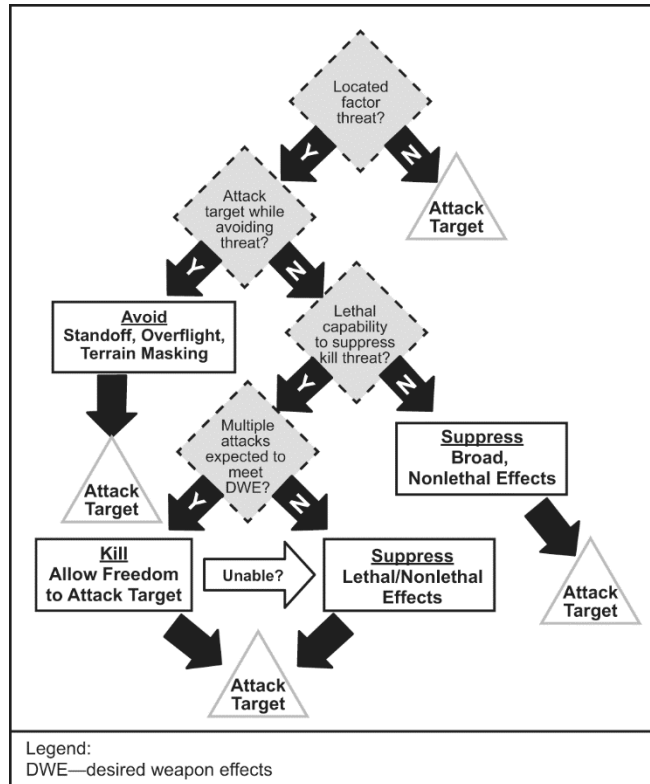 Located
factor
threat?
Y
N
Attack
target while
avoiding
threat?
Attack
Target
Y
N
Avoid
Standoff, Overflight,
Terrain Masking
Lethal
capability
to suppress
kill threat?
Y
N
Attack
Target
Multiple
attacks
expected to
meet
DWE?
Suppress
Broad,
Nonlethal Effects
Y
N
Kill
Allow Freedom
to Attack Target
Unable?
Suppress
Lethal/Nonlethal
Effects
Attack
Target
Attack
Target
Legend:
DWE—desired weapon effects